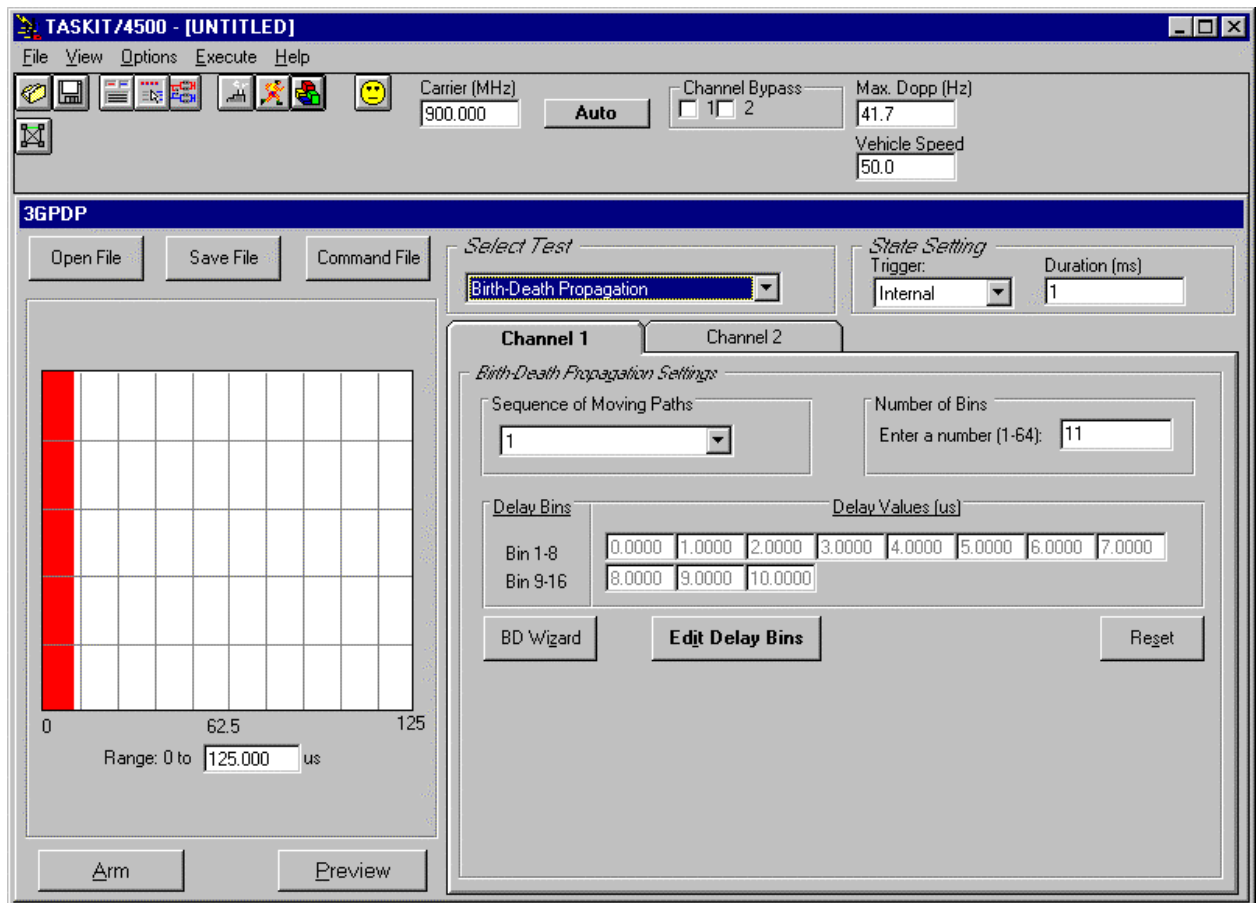 TASKIT/4500 - [UNTITLED]
File View Options Execute Help
Carrier (MHz)
900.000
Auto
Channel Bypass
1 2
Max. Dopp (Hz)
41.7
Vehicle Speed
50.0
3GPDP
Open File
Save File
Command File
Select Test
Birth-Death Propagation
State Setting
Trigger:
Internal
Duration (ms)
1
Channel 1
Channel 2
Birth-Death Propagation Settings
Sequence of Moving Paths
1
Number of Bins
Enter a number (1-64): 11
Delay Bins Delay Values (us)
Bin 1-8 0.0000 1.0000 2.0000 3.0000 4.0000 5.0000 6.0000 7.0000
Bin 9-16 8.0000 9.0000 10.0000
BD Wizard
Edit Delay Bins
Reset
0 62.5 125
Range: 0 to 125.000 us
Arm
Preview